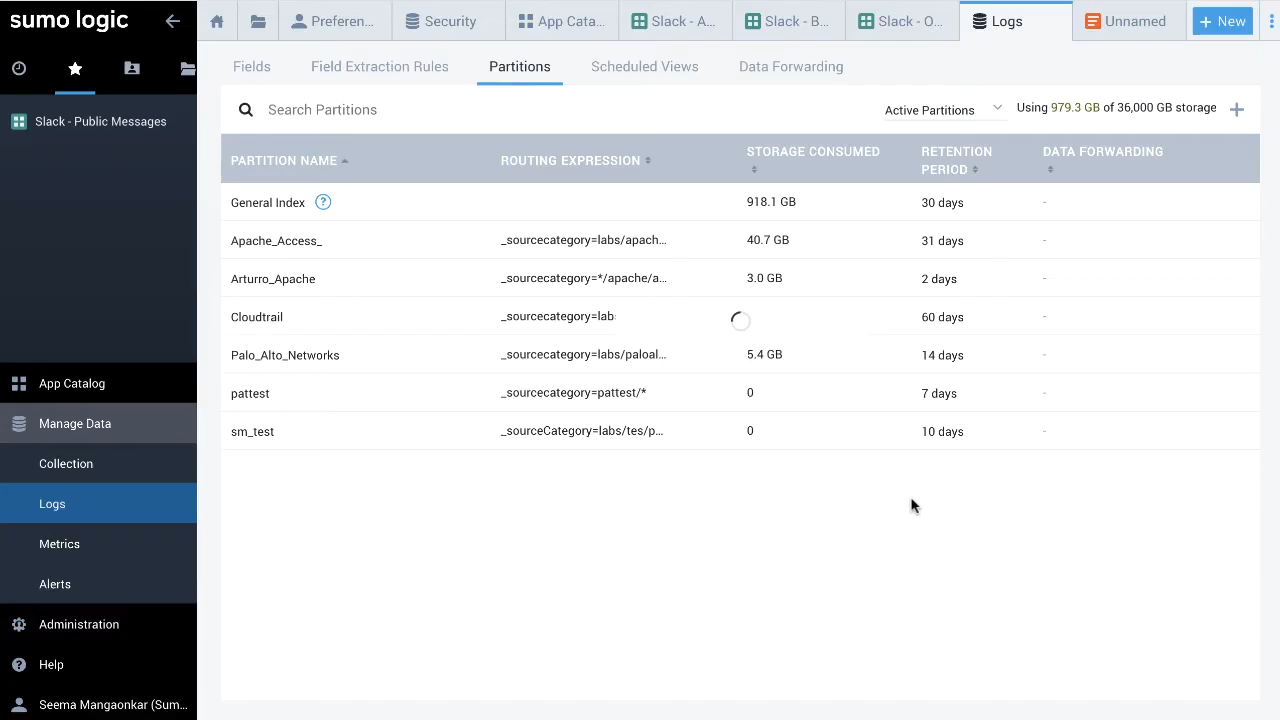 sumo logic
Preferen...
Security
App Cata...
Slack - A...
Slack - B...
Slack - O...
Logs
Unnamed
+ New
Fields
Field Extraction Rules
Partitions
Scheduled Views
Data Forwarding
Slack - Public Messages
Search Partitions
Active Partitions
Using 979.3 GB of 36,000 GB storage
PARTITION NAME
ROUTING EXPRESSION
STORAGE CONSUMED
RETENTION PERIOD
DATA FORWARDING
General Index ? 918.1 GB 30 days -
Apache_Access_ _sourcecategory=labs/apach... 40.7 GB 31 days -
Arturro_Apache _sourcecategory=*/apache/a... 3.0 GB 2 days -
Cloudtrail _sourcecategory=lab 60 days -
Palo_Alto_Networks _sourcecategory=labs/paloal... 5.4 GB 14 days -
pattest _sourcecategory=pattest/* 0 7 days -
sm_test _sourceCategory=labs/tes/p... 0 10 days -
App Catalog
Manage Data
Collection
Logs
Metrics
Alerts
Administration
Help
Seema Mangaonkar (Sum...